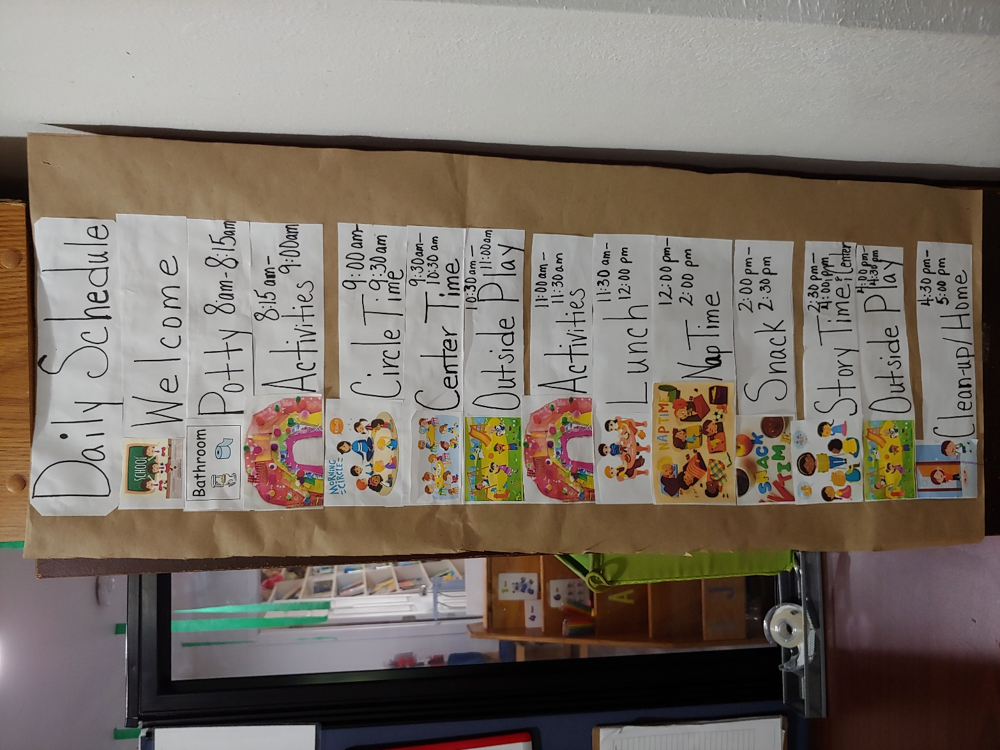 Daily Schedule
SCHOOL
Welcome
Bathroom
Potty 8am-8:15am
8:15 am-
9:00am
Activities
MORNING
CIRCLE
9:00 am-
9:30 am
Circle Time
9:30am-
10:30 am
Center Time
10:30 am-
11:00am
Outside Play
11:00 am-
11:30 am
Activities
11:30 am-
12:00 pm
Lunch
NAPTIME
12:00 pm-
2:00 pm
Nap Time
SNACK
TIME
2:00 pm-
2:30 pm
Snack
2:30 pm-
4:00 pm
Story Time & Center
4:00 pm-
4:30 pm
Outside Play
4:30 pm-
5:00 pm
Clean-up/Home
A
J